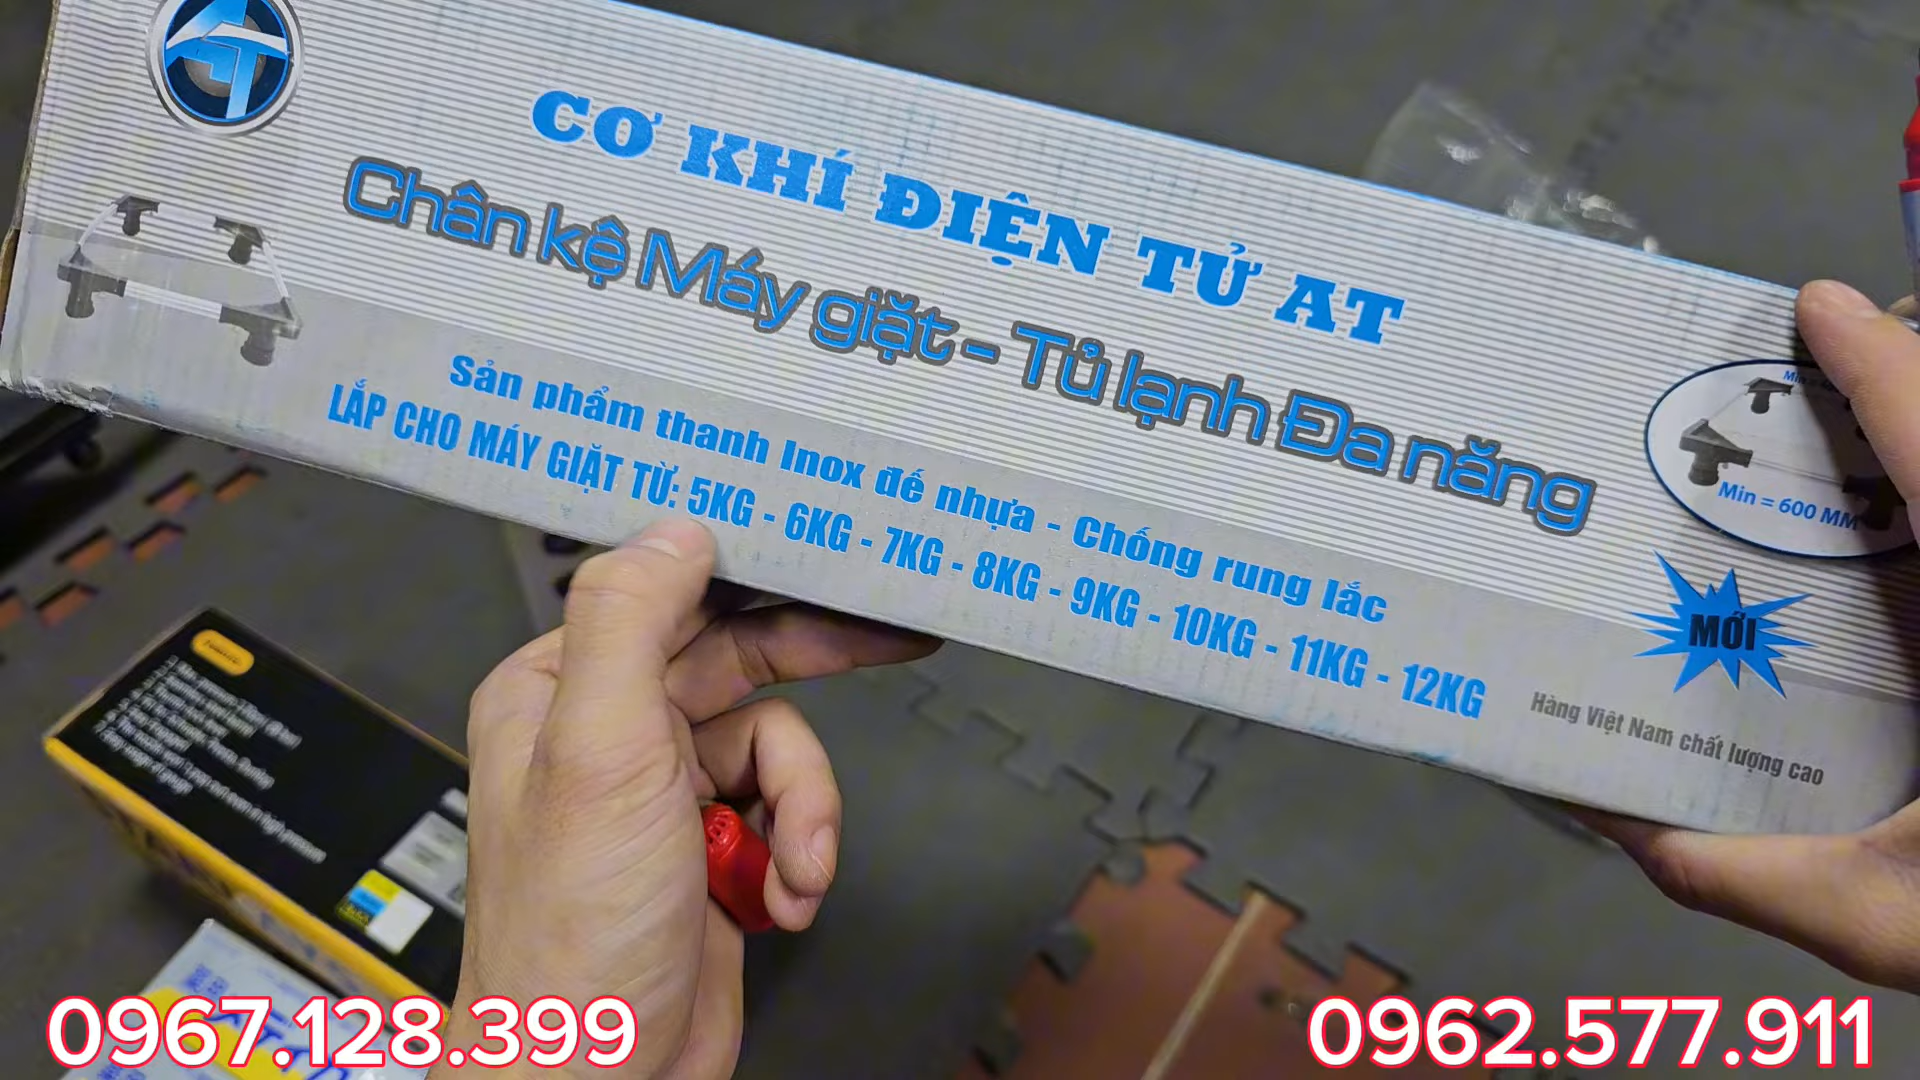 AT
CƠ KHÍ ĐIỆN TỬ AT
Chân kệ Máy giặt - Tủ lạnh Đa năng
Sản phẩm thanh Inox đế nhựa - Chống rung lắc
LẮP CHO MÁY GIẶT TỪ: 5KG - 6KG - 7KG - 8KG - 9KG - 10KG - 11KG - 12KG
Min = 600 MM
MỚI
Hàng Việt Nam chất lượng cao
0967.128.399
0962.577.911